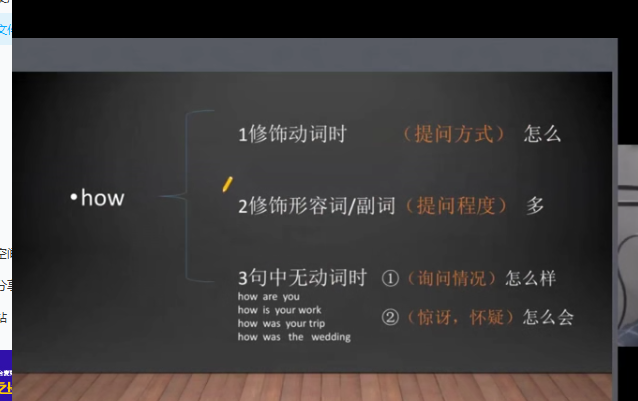 •how
1修饰动词时 （提问方式） 怎么
2修饰形容词/副词（提问程度） 多
3句中无动词时 ①（询问情况）怎么样
how are you
how is your work
how was your trip
how was the wedding
②（惊讶，怀疑）怎么会